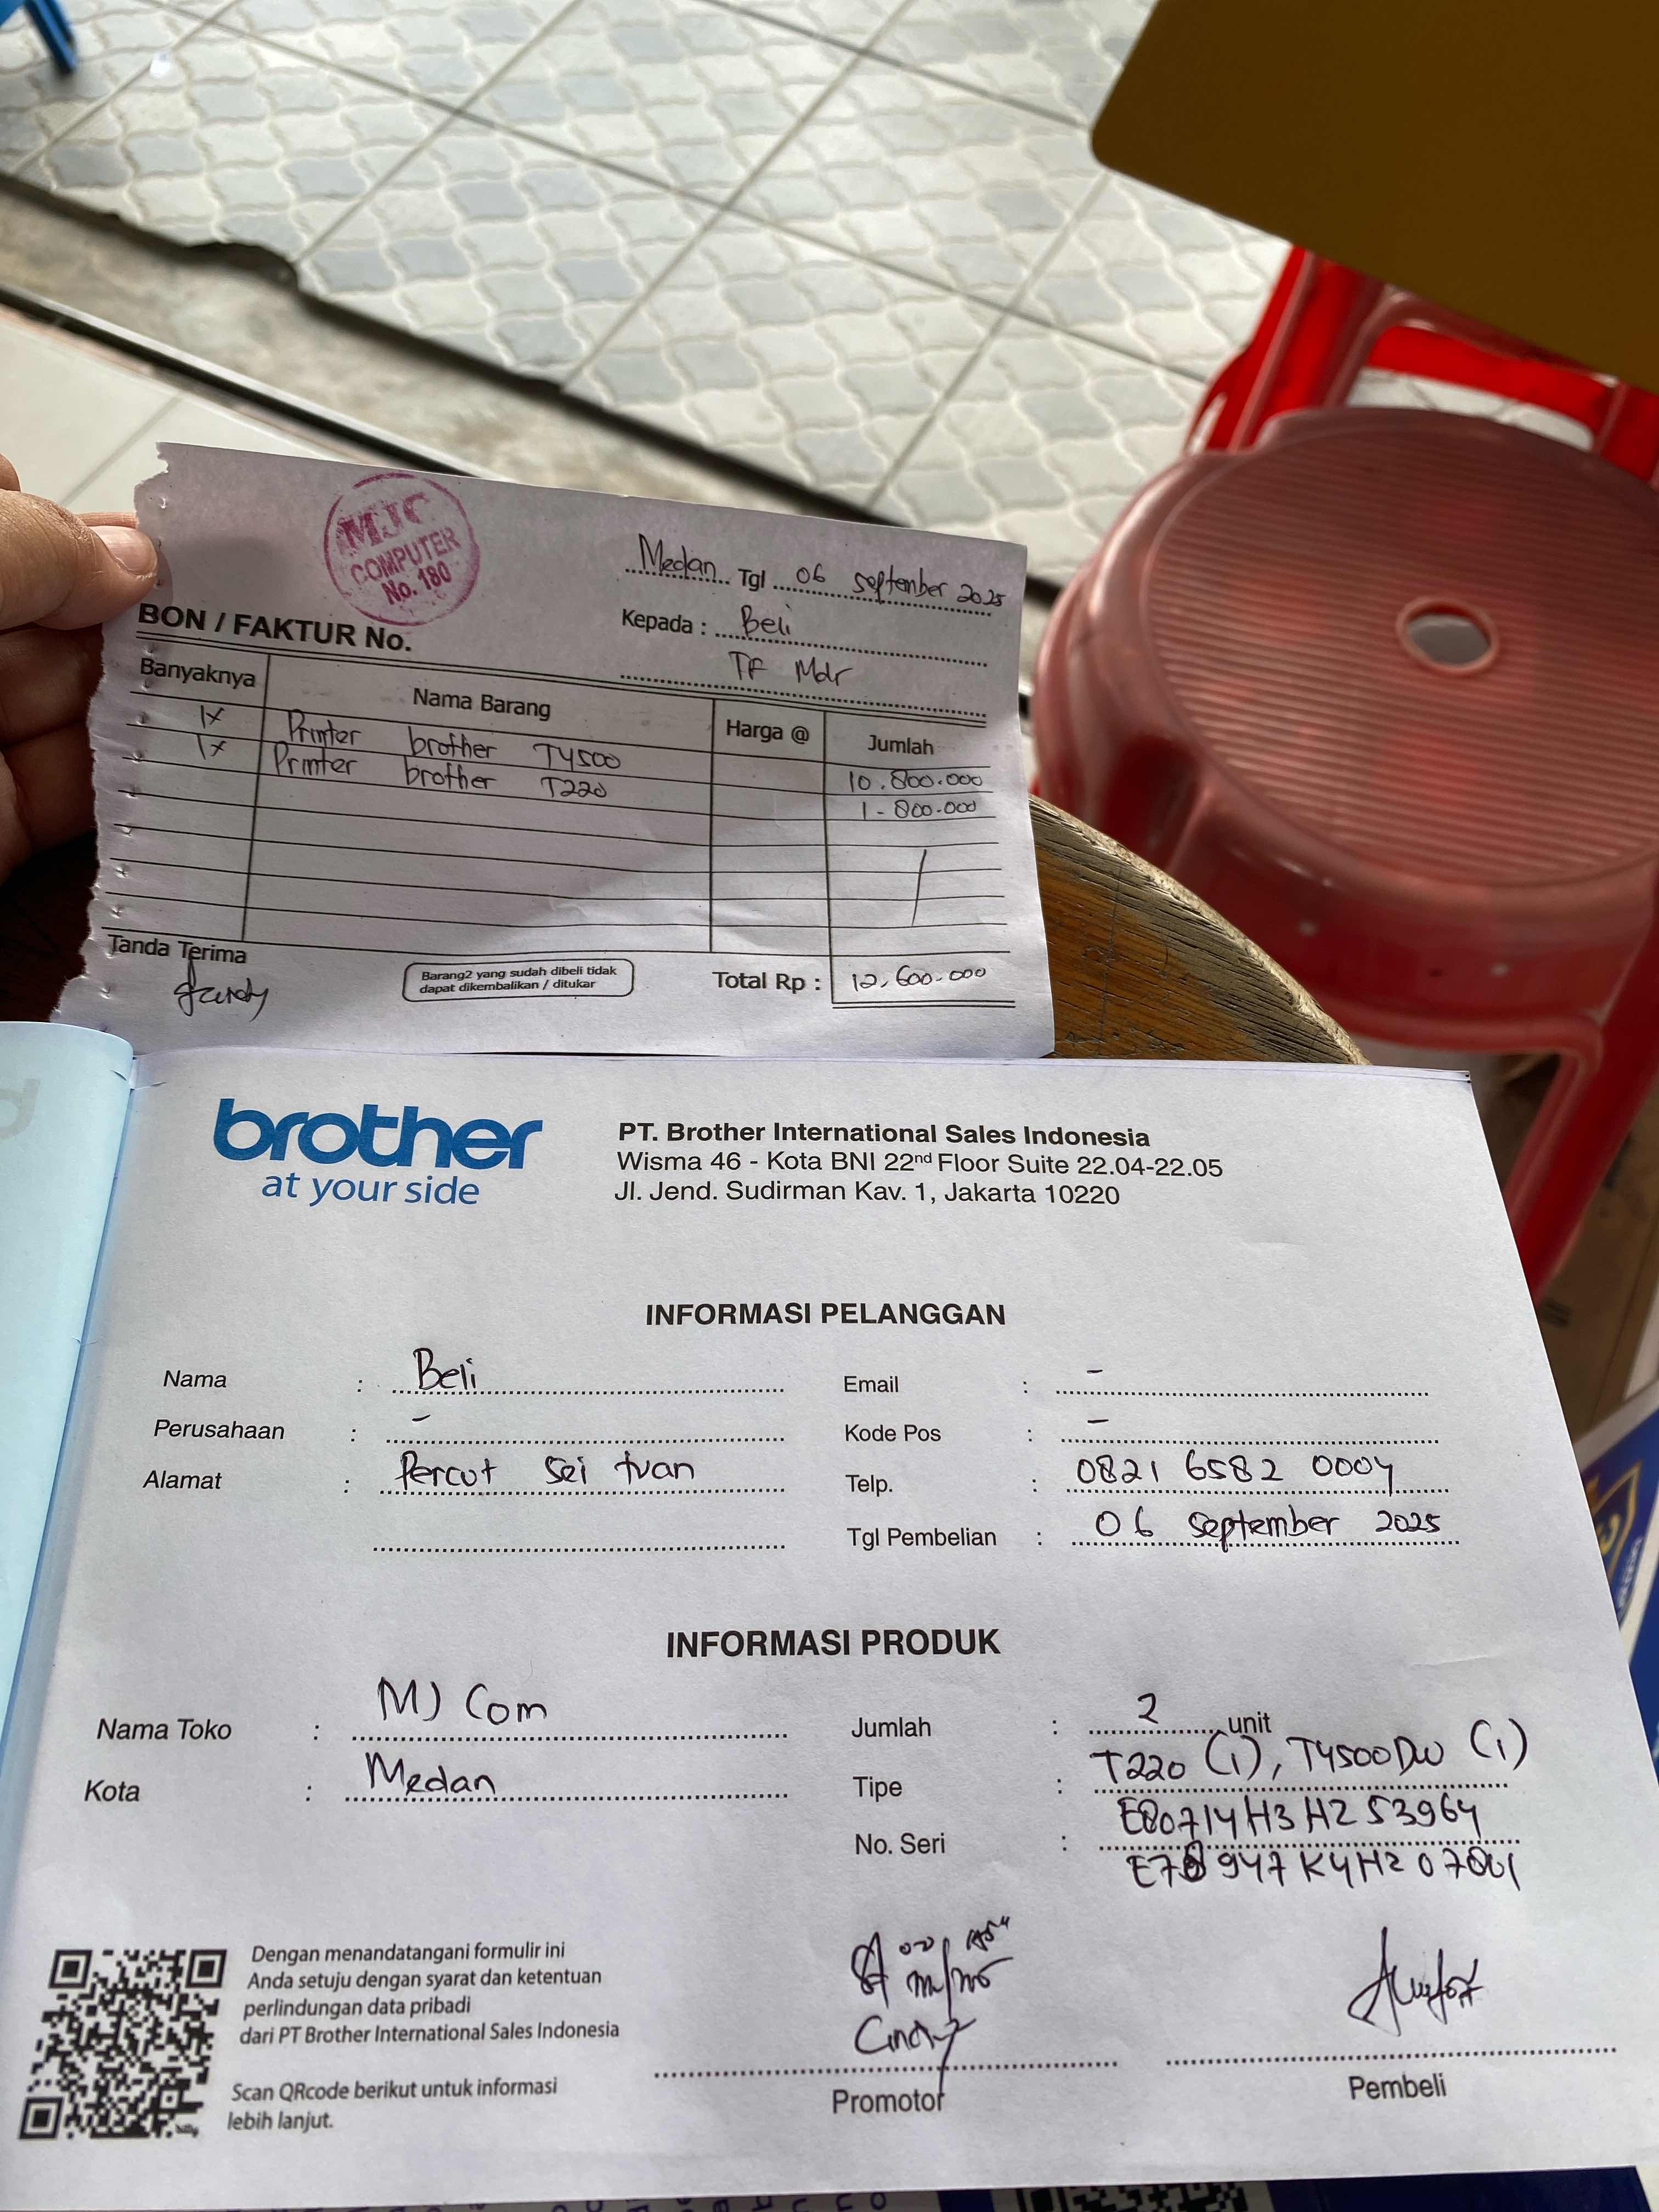 MJC
COMPUTER
No. 180
Medan Tgl 06 september 2025
BON / FAKTUR No.
Kepada : Beli
TF Mdr
Banyaknya Nama Barang Harga @ Jumlah
1x Printer brother T4500 10.800.000
1x Printer brother T220 1-800.000
Tanda Terima
Barang2 yang sudah dibeli tidak
dapat dikembalikan / ditukar
Total Rp : 12.600.000
brother
at your side
PT. Brother International Sales Indonesia
Wisma 46 - Kota BNI 22nd Floor Suite 22.04-22.05
Jl. Jend. Sudirman Kav. 1, Jakarta 10220
INFORMASI PELANGGAN
Nama : Beli
Email : -
Perusahaan : -
Kode Pos : -
Alamat : Percut Sei tuan
Telp. : 0821 6582 0004
Tgl Pembelian : 06 September 2025
INFORMASI PRODUK
Nama Toko : MJ Com
Jumlah : 2 unit
Kota : Medan
Tipe : T220 (1), T4500DW (1)
No. Seri : E80714H3H253964
E78947K4H207801
Dengan menandatangani formulir ini
Anda setuju dengan syarat dan ketentuan
perlindungan data pribadi
dari PT Brother International Sales Indonesia
Scan QRcode berikut untuk informasi
lebih lanjut.
Cindy
Promotor
Pembeli